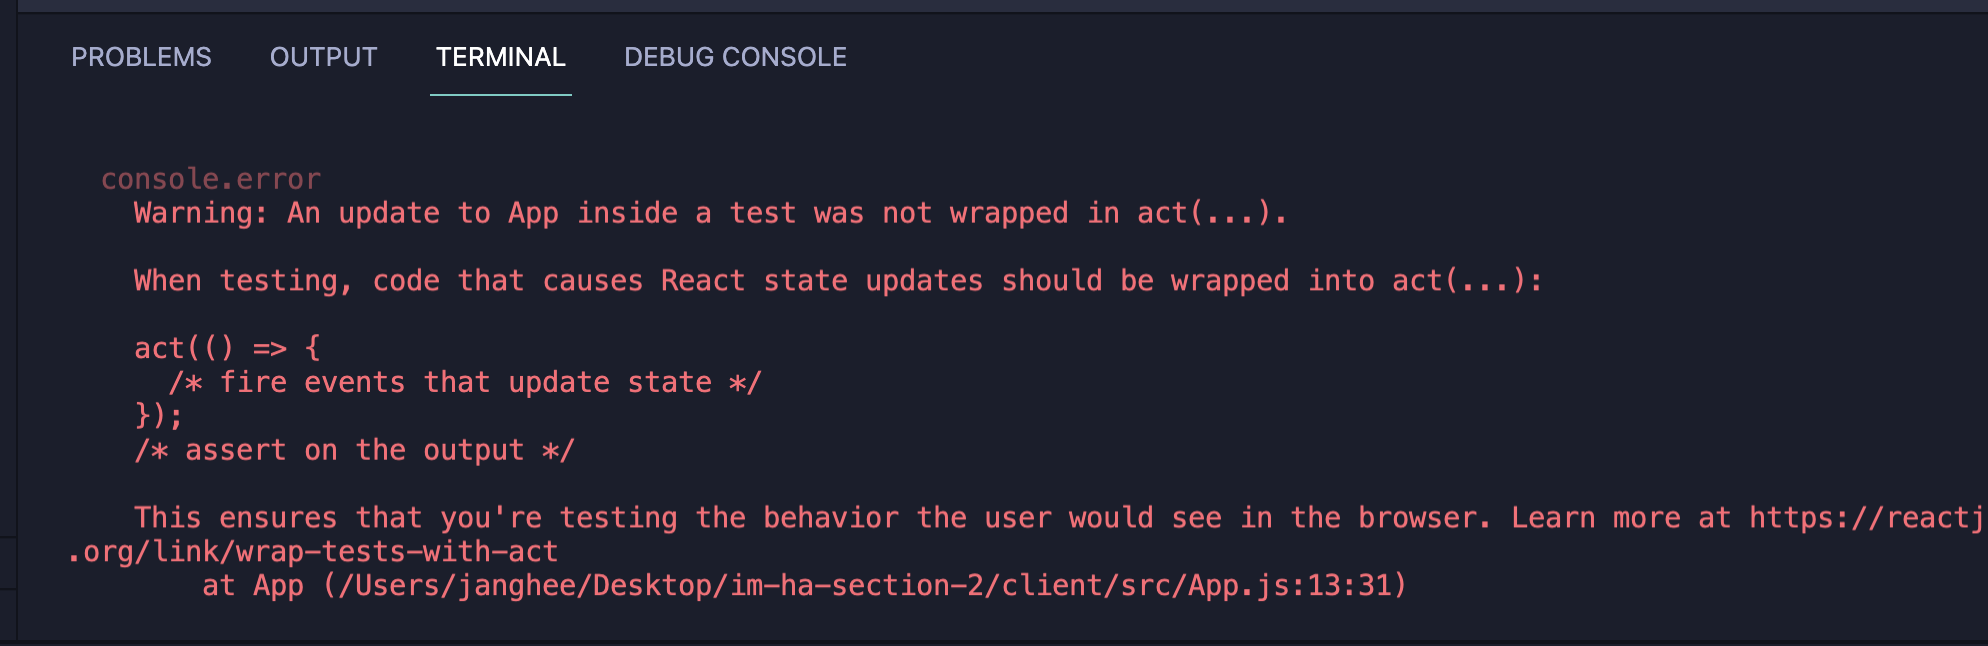 PROBLEMS OUTPUT TERMINAL DEBUG CONSOLE
console.error
Warning: An update to App inside a test was not wrapped in act(...).
When testing, code that causes React state updates should be wrapped into act(...):
act(() => {
/* fire events that update state */
});
/* assert on the output */
This ensures that you're testing the behavior the user would see in the browser. Learn more at https://reactj
.org/link/wrap-tests-with-act
at App (/Users/janghee/Desktop/im-ha-section-2/client/src/App.js:13:31)